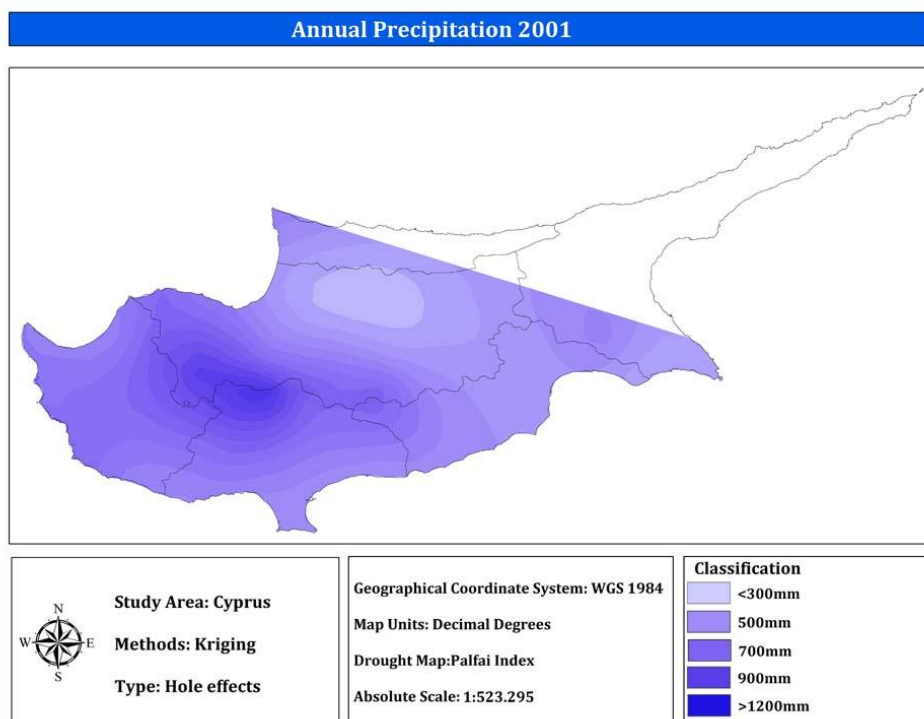 Annual Precipitation 2001
N
W E
S
Study Area: Cyprus
Methods: Kriging
Type: Hole effects
Geographical Coordinate System: WGS 1984
Map Units: Decimal Degrees
Drought Map:Palfai Index
Absolute Scale: 1:523.295
Classification
<300mm
500mm
700mm
900mm
>1200mm